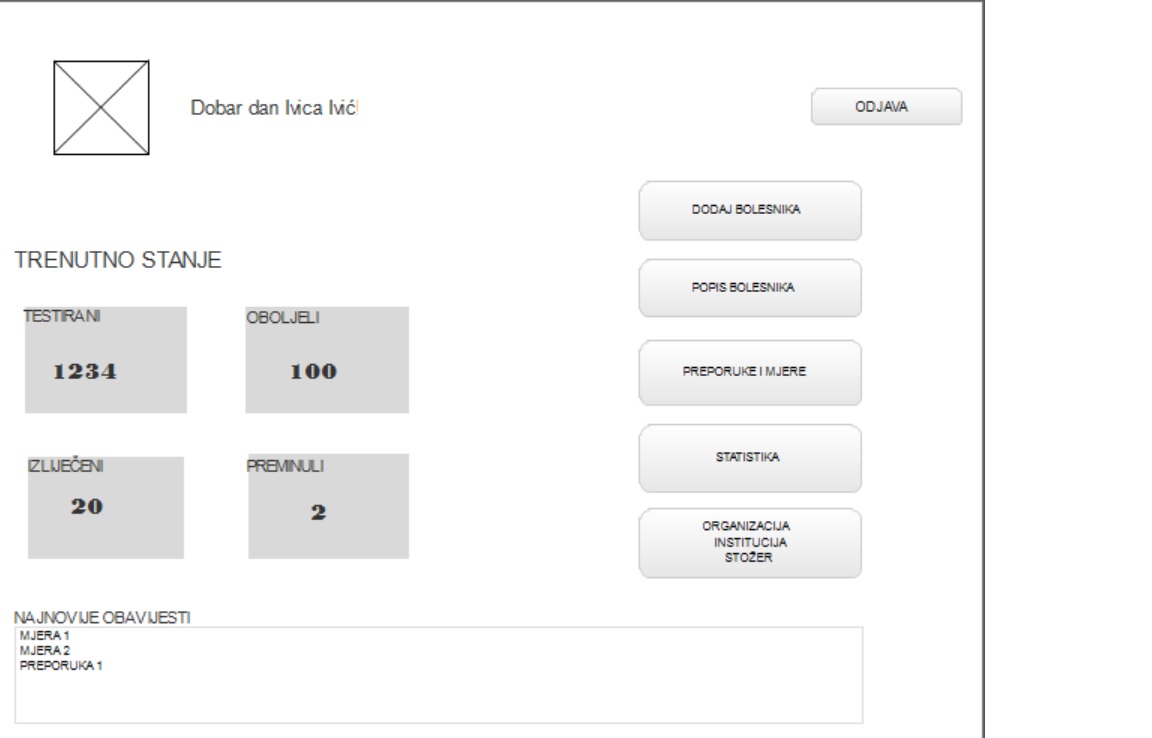 Dobar dan Ivica Ivić!
ODJAVA
DODAJ BOLESNIKA
POPIS BOLESNIKA
PREPORUKE I MJERE
STATISTIKA
ORGANIZACIJA
INSTITUCIJA
STOŽER
TRENUTNO STANJE
TESTIRANI
1234
OBOLJELI
100
IZLIJEČENI
20
PREMINULI
2
NAJNOVIJE OBAVIJESTI
MJERA 1
MJERA 2
PREPORUKA 1